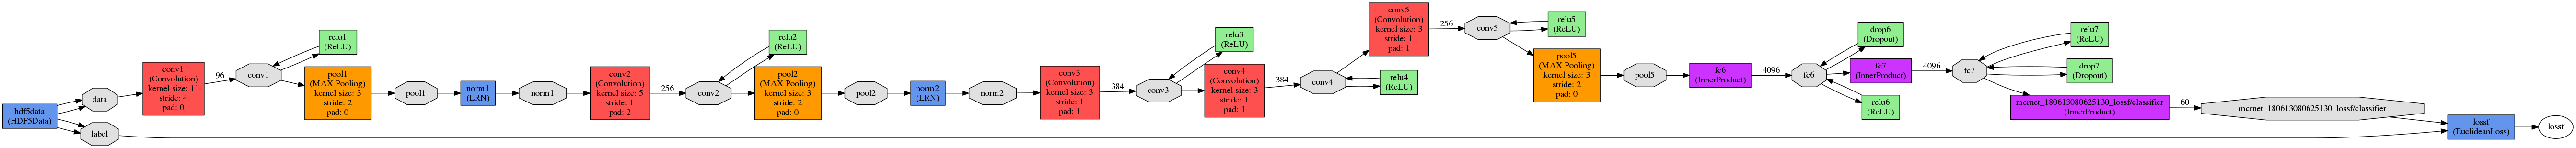 hdf5data
(HDF5Data)
data
label
conv1
(Convolution)
kernel size: 11
stride: 4
pad: 0
96
conv1
relu1
(ReLU)
pool1
(MAX Pooling)
kernel size: 3
stride: 2
pad: 0
pool1
norm1
(LRN)
norm1
conv2
(Convolution)
kernel size: 5
stride: 1
pad: 2
256
conv2
relu2
(ReLU)
pool2
(MAX Pooling)
kernel size: 3
stride: 2
pad: 0
pool2
norm2
(LRN)
norm2
conv3
(Convolution)
kernel size: 3
stride: 1
pad: 1
384
conv3
relu3
(ReLU)
conv4
(Convolution)
kernel size: 3
stride: 1
pad: 1
384
conv4
relu4
(ReLU)
conv5
(Convolution)
kernel size: 3
stride: 1
pad: 1
256
conv5
relu5
(ReLU)
pool5
(MAX Pooling)
kernel size: 3
stride: 2
pad: 0
pool5
fc6
(InnerProduct)
4096
fc6
drop6
(Dropout)
relu6
(ReLU)
fc7
(InnerProduct)
4096
fc7
relu7
(ReLU)
drop7
(Dropout)
mcrnet_180613080625130_lossf/classifier
(InnerProduct)
60
mcrnet_180613080625130_lossf/classifier
lossf
(EuclideanLoss)
lossf